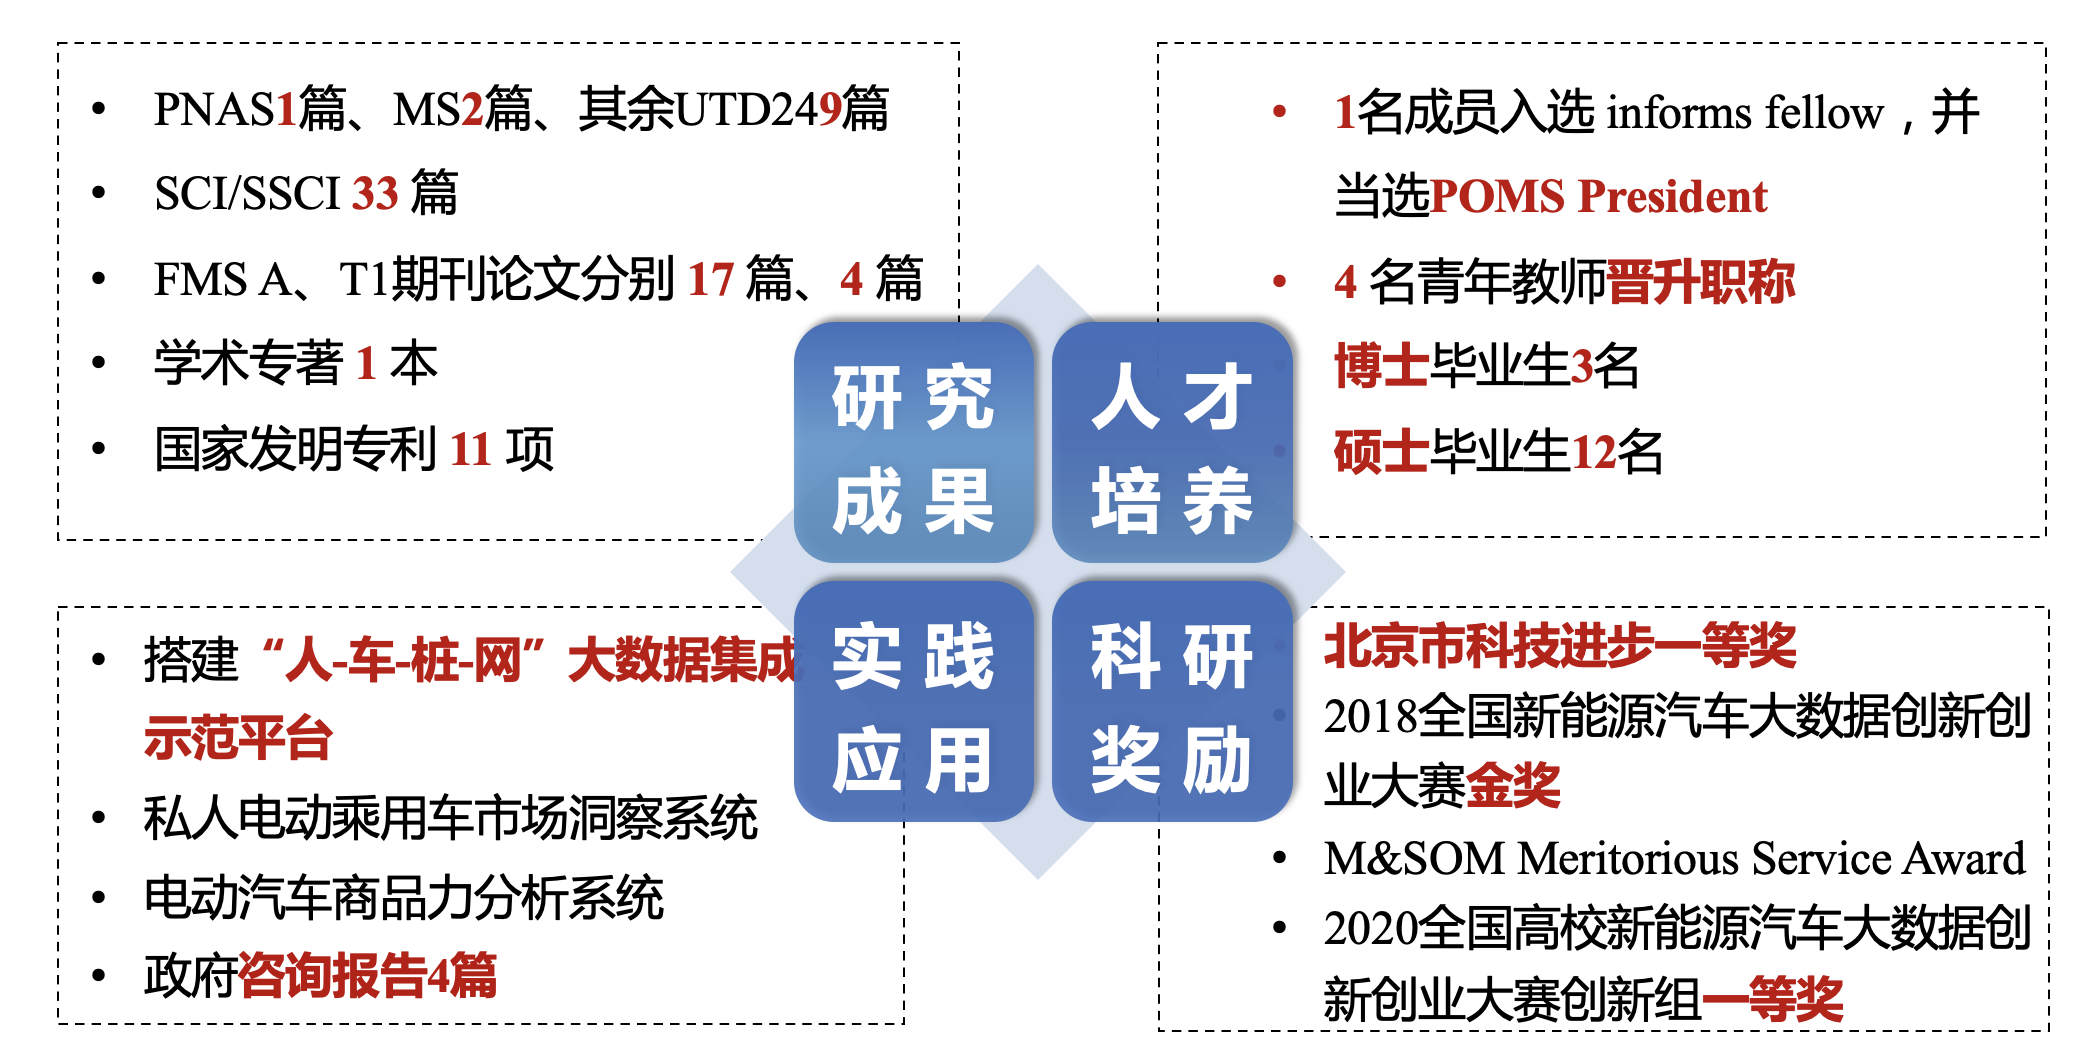 • PNAS1篇、MS2篇、其余UTD249篇
• SCI/SSCI 33 篇
• FMS A、T1期刊论文分别 17 篇、4 篇
• 学术专著 1 本
• 国家发明专利 11 项
• 1名成员入选 informs fellow，并
当选POMS President
• 4 名青年教师晋升职称
• 博士毕业生3名
• 硕士毕业生12名
研究
成果
人才
培养
实践
应用
科研
奖励
• 搭建“人-车-桩-网”大数据集成
示范平台
• 私人电动乘用车市场洞察系统
• 电动汽车商品力分析系统
• 政府咨询报告4篇
• 北京市科技进步一等奖
• 2018全国新能源汽车大数据创新创
业大赛金奖
• M&SOM Meritorious Service Award
• 2020全国高校新能源汽车大数据创
新创业大赛创新组一等奖